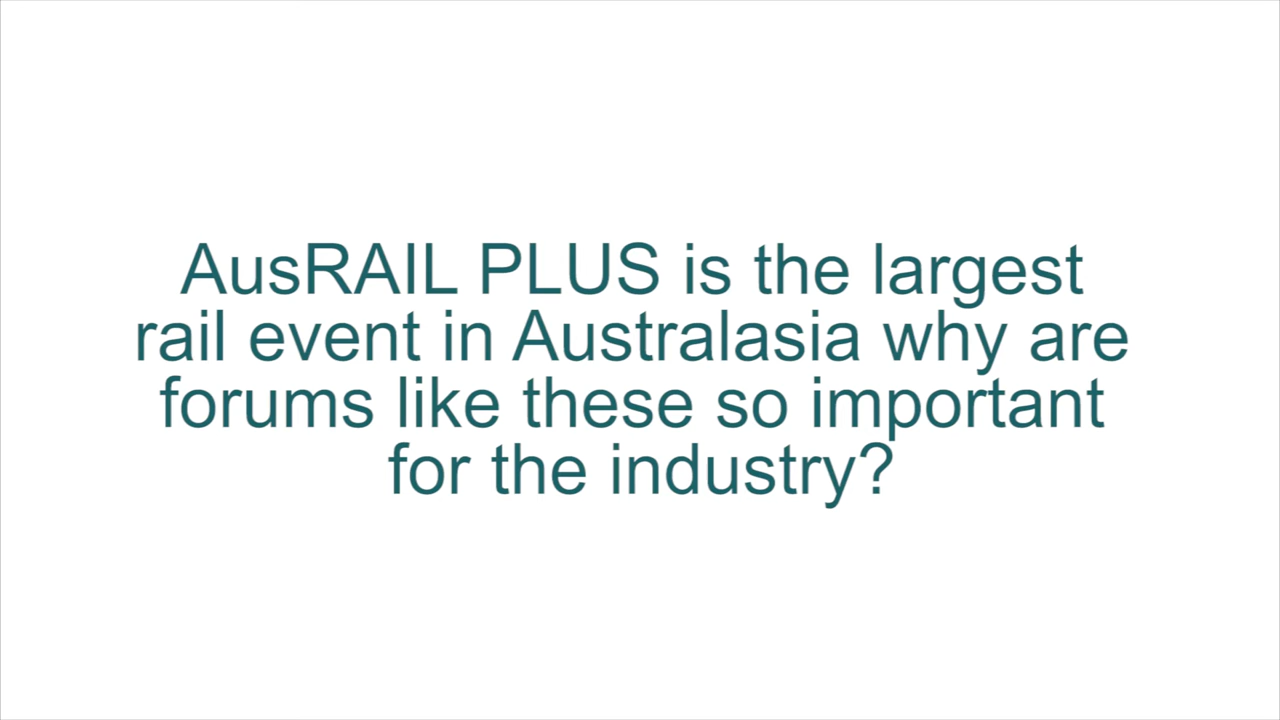 AusRAIL PLUS is the largest
rail event in Australasia why are
forums like these so important
for the industry?